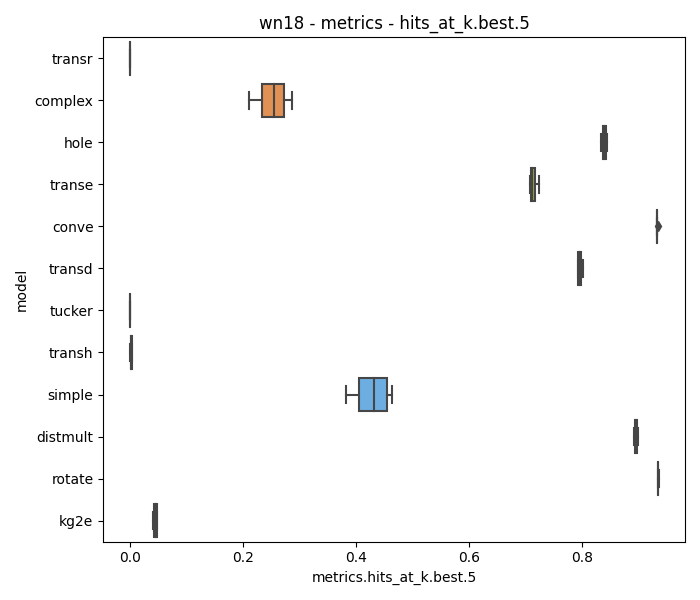 wn18 - metrics - hits_at_k.best.5
transr
complex
hole
transe
conve
transd
tucker
transh
simple
distmult
rotate
kg2e
model
0.0 0.2 0.4 0.6 0.8
metrics.hits_at_k.best.5